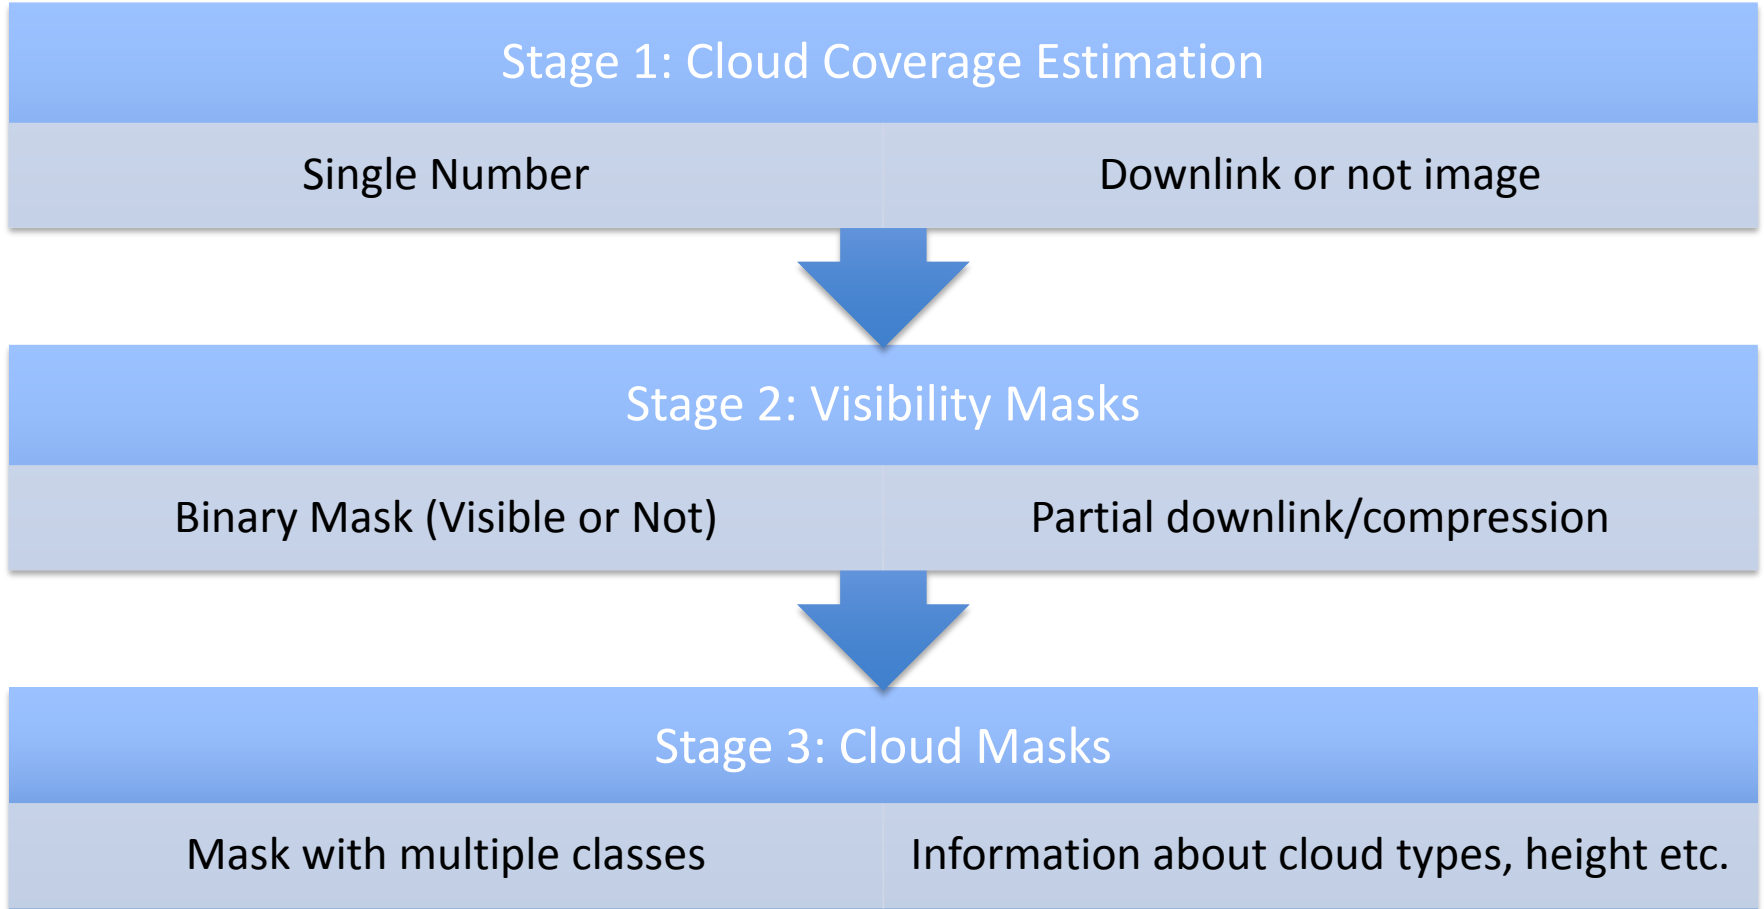 Stage 1: Cloud Coverage Estimation
Single Number
Downlink or not image
Stage 2: Visibility Masks
Binary Mask (Visible or Not)
Partial downlink/compression
Stage 3: Cloud Masks
Mask with multiple classes
Information about cloud types, height etc.